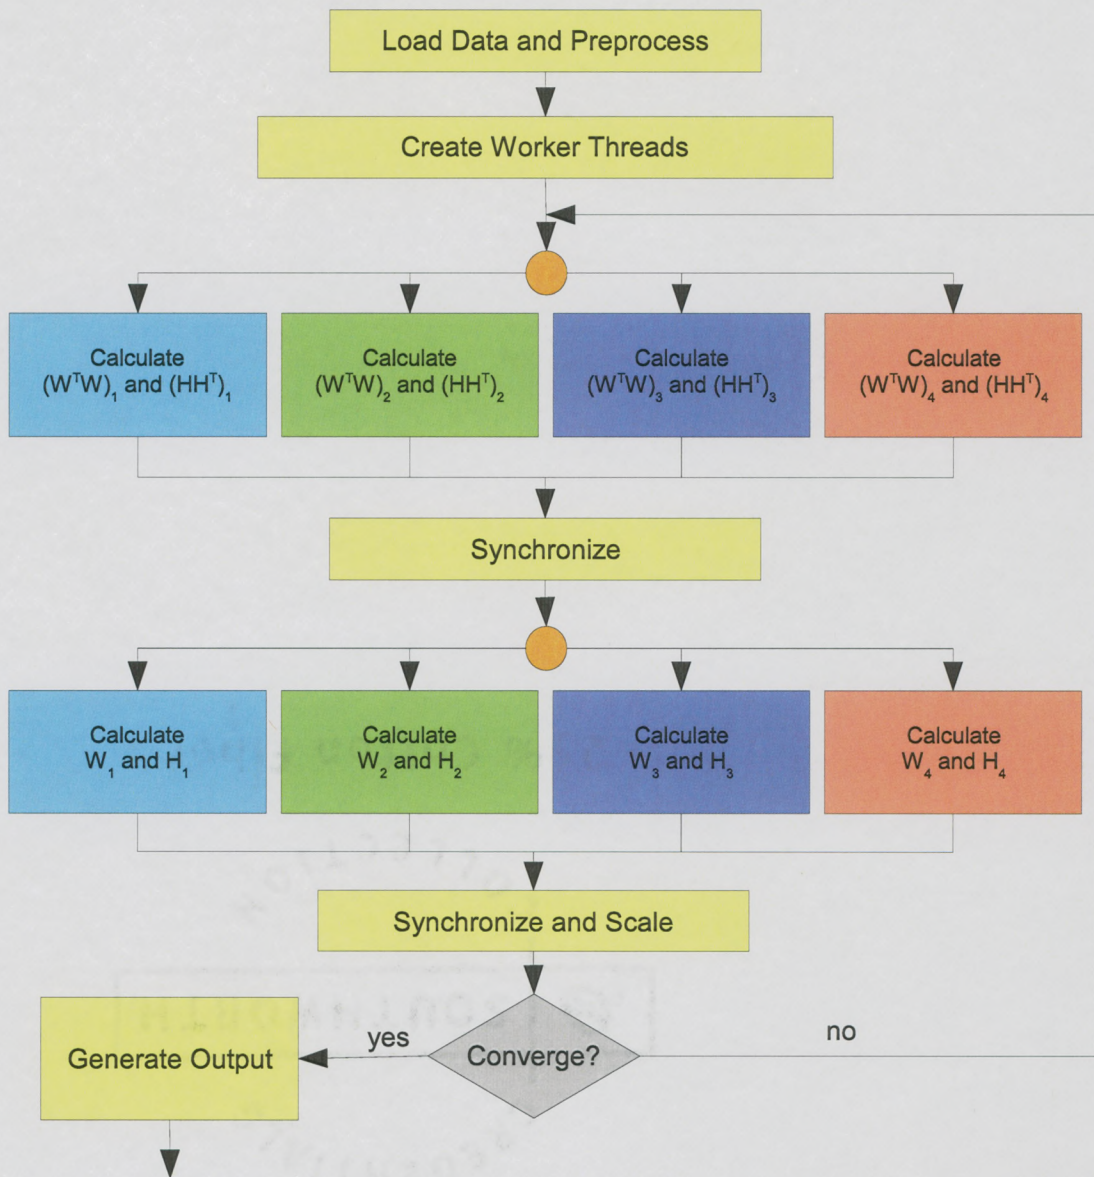 Load Data and Preprocess
Create Worker Threads
Calculate
(WᵀW)₁ and (HHᵀ)₁
Calculate
(WᵀW)₂ and (HHᵀ)₂
Calculate
(WᵀW)₃ and (HHᵀ)₃
Calculate
(WᵀW)₄ and (HHᵀ)₄
Synchronize
Calculate
W₁ and H₁
Calculate
W₂ and H₂
Calculate
W₃ and H₃
Calculate
W₄ and H₄
Synchronize and Scale
Converge?
yes
no
Generate Output